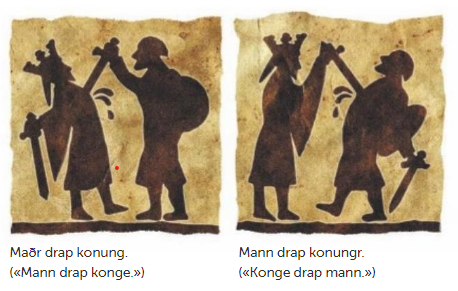 Maðr drap konung.
(«Mann drap konge.»)
Mann drap konungr.
(«Konge drap mann.»)